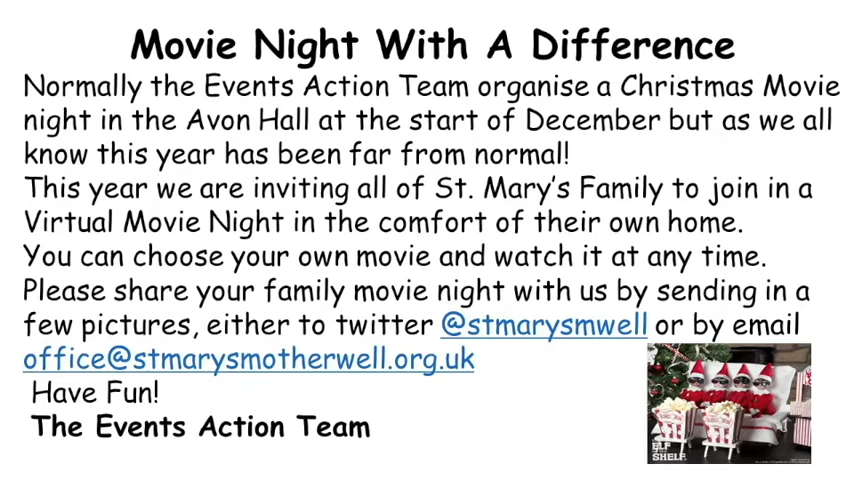 Movie Night With A Difference
Normally the Events Action Team organise a Christmas Movie
night in the Avon Hall at the start of December but as we all
know this year has been far from normal!
This year we are inviting all of St. Mary's Family to join in a
Virtual Movie Night in the comfort of their own home.
You can choose your own movie and watch it at any time.
Please share your family movie night with us by sending in a
few pictures, either to twitter @stmarysmwell or by email
office@stmarysmotherwell.org.uk
Have Fun!
The Events Action Team
ELF
SHELF